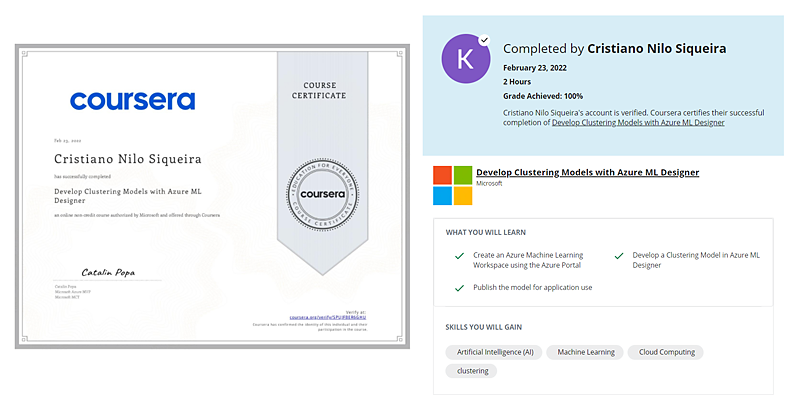 coursera
COURSE
CERTIFICATE
Feb 23, 2022
Cristiano Nilo Siqueira
has successfully completed
Develop Clustering Models with Azure ML
Designer
an online non-credit course authorized by Microsoft and offered through Coursera
EDUCATION FOR EVERYONE
coursera
COURSE CERTIFICATE
Catalin Popa
Catalin Popa
Microsoft Azure MVP
Microsoft MCT
Verify at:
Coursera has confirmed the identity of this individual and their
participation in the course.
K
Completed by Cristiano Nilo Siqueira
February 23, 2022
2 Hours
Grade Achieved: 100%
Cristiano Nilo Siqueira's account is verified. Coursera certifies their successful
completion of Develop Clustering Models with Azure ML Designer
Develop Clustering Models with Azure ML Designer
Microsoft
WHAT YOU WILL LEARN
Create an Azure Machine Learning
Workspace using the Azure Portal
Develop a Clustering Model in Azure ML
Designer
Publish the model for application use
SKILLS YOU WILL GAIN
Artificial Intelligence (AI)
Machine Learning
Cloud Computing
clustering